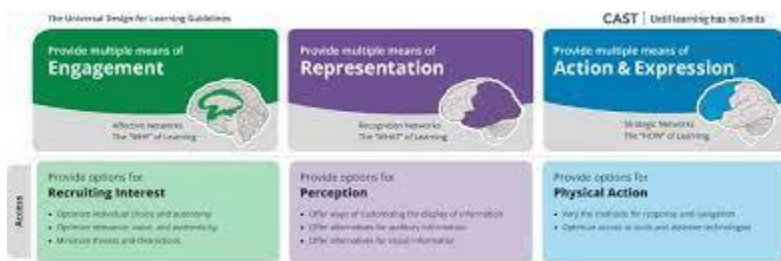 The Universal Design for Learning Guidelines
CAST | Until learning has no limits
Provide multiple means of
Engagement
Affective Networks
The "WHY" of Learning
Provide multiple means of
Representation
Recognition Networks
The "WHAT" of Learning
Provide multiple means of
Action & Expression
Strategic Networks
The "HOW" of Learning
Access
Provide options for
Recruiting Interest
• Optimize individual choice and autonomy
• Optimize relevance, value, and authenticity
• Minimize threats and distractions
Provide options for
Perception
• Offer ways of customizing the display of information
• Offer alternatives for auditory information
• Offer alternatives for visual information
Provide options for
Physical Action
• Vary the methods for response and navigation
• Optimize access to tools and assistive technologies